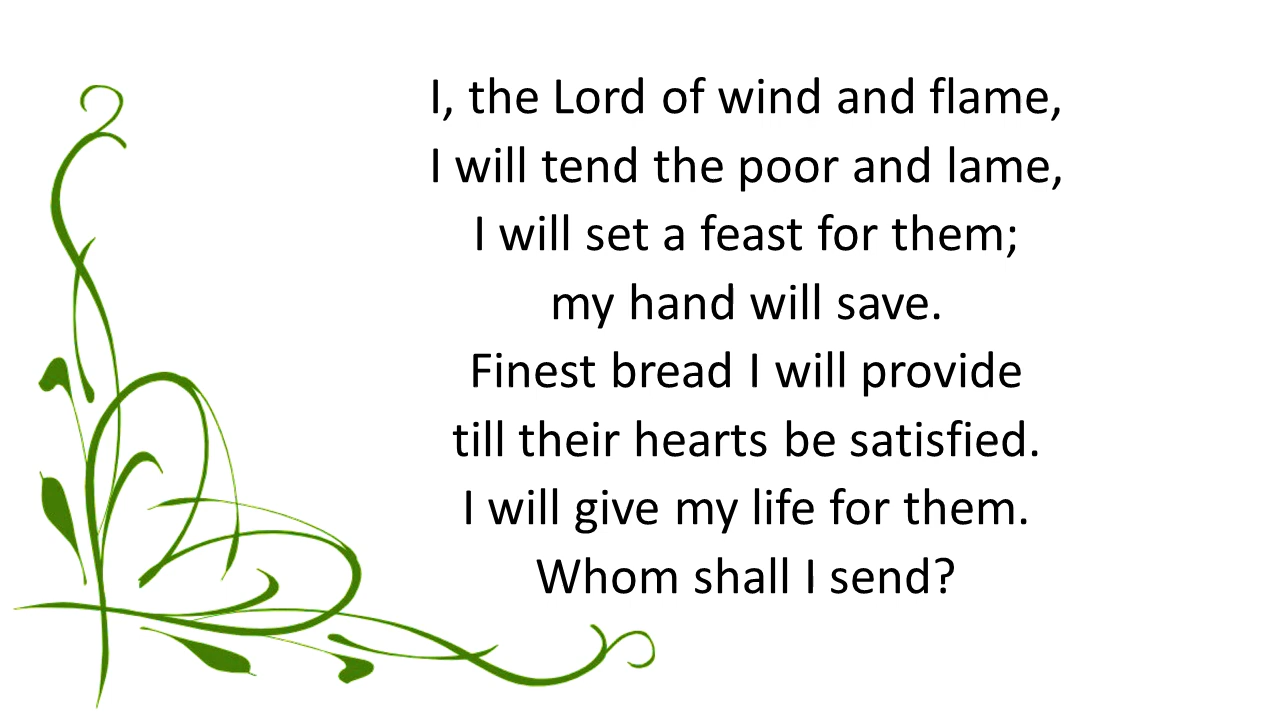 I, the Lord of wind and flame,
I will tend the poor and lame,
I will set a feast for them;
my hand will save.
Finest bread I will provide
till their hearts be satisfied.
I will give my life for them.
Whom shall I send?